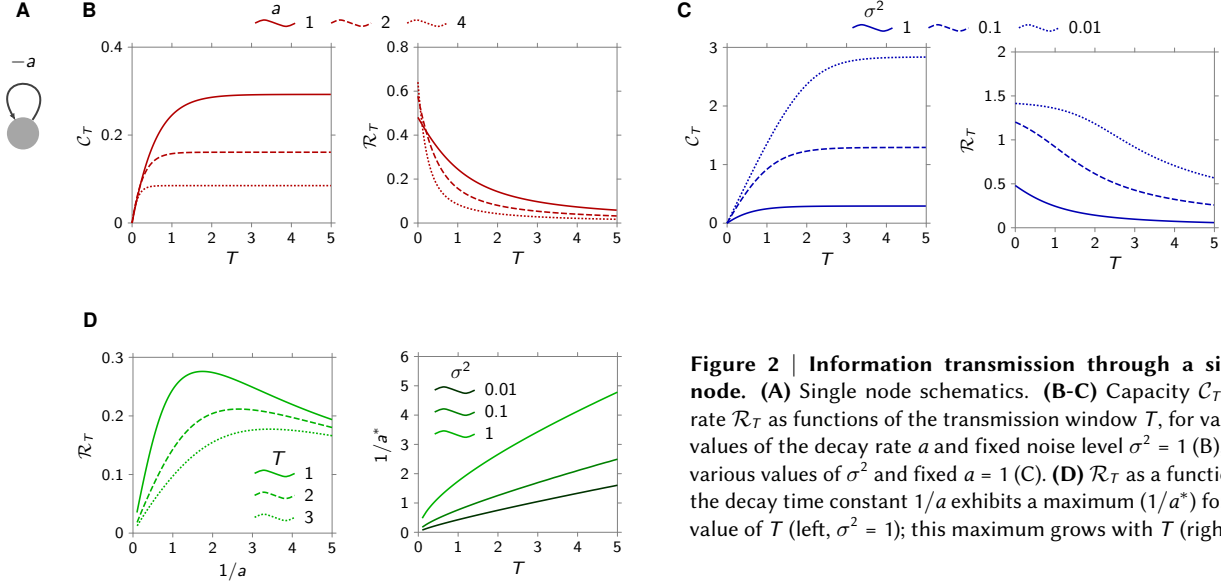 A
−a
B
a
1 2 4
0.4
0.2
0
C_T
0 1 2 3 4 5
T
0.8
0.6
0.4
0.2
0
R_T
0 1 2 3 4 5
T
C
σ²
1 0.1 0.01
3
2
1
0
C_T
0 1 2 3 4 5
T
2
1.5
1
0.5
0
R_T
0 1 2 3 4 5
T
D
0.3
0.2
0.1
0
R_T
T
1
2
3
0 1 2 3 4 5
1/a
6
5
4
3
2
1
0
1/a*
σ²
0.01
0.1
1
0 1 2 3 4 5
T
Figure 2 | Information transmission through a si
node. (A) Single node schematics. (B-C) Capacity C_T
rate R_T as functions of the transmission window T, for va
values of the decay rate a and fixed noise level σ² = 1 (B)
various values of σ² and fixed a = 1 (C). (D) R_T as a functi
the decay time constant 1/a exhibits a maximum (1/a*) fo
value of T (left, σ² = 1); this maximum grows with T (righ